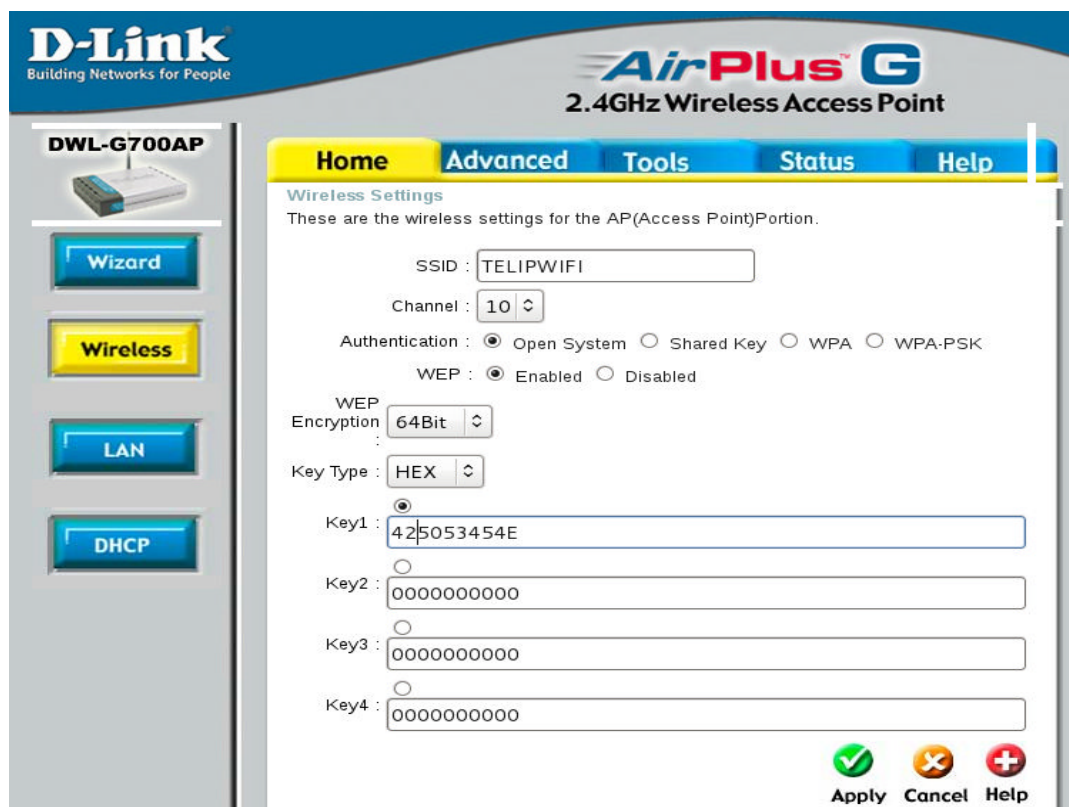 D-Link
Building Networks for People
AirPlus™ G
2.4GHz Wireless Access Point
DWL-G700AP
Home Advanced Tools Status Help
Wizard
Wireless
LAN
DHCP
Wireless Settings
These are the wireless settings for the AP(Access Point)Portion.
SSID : TELIPWIFI
Channel : 10
Authentication : Open System Shared Key WPA WPA-PSK
WEP : Enabled Disabled
WEP
Encryption 64Bit
:
Key Type : HEX
Key1 : 425053454E
Key2 : 0000000000
Key3 : 0000000000
Key4 : 0000000000
Apply Cancel Help